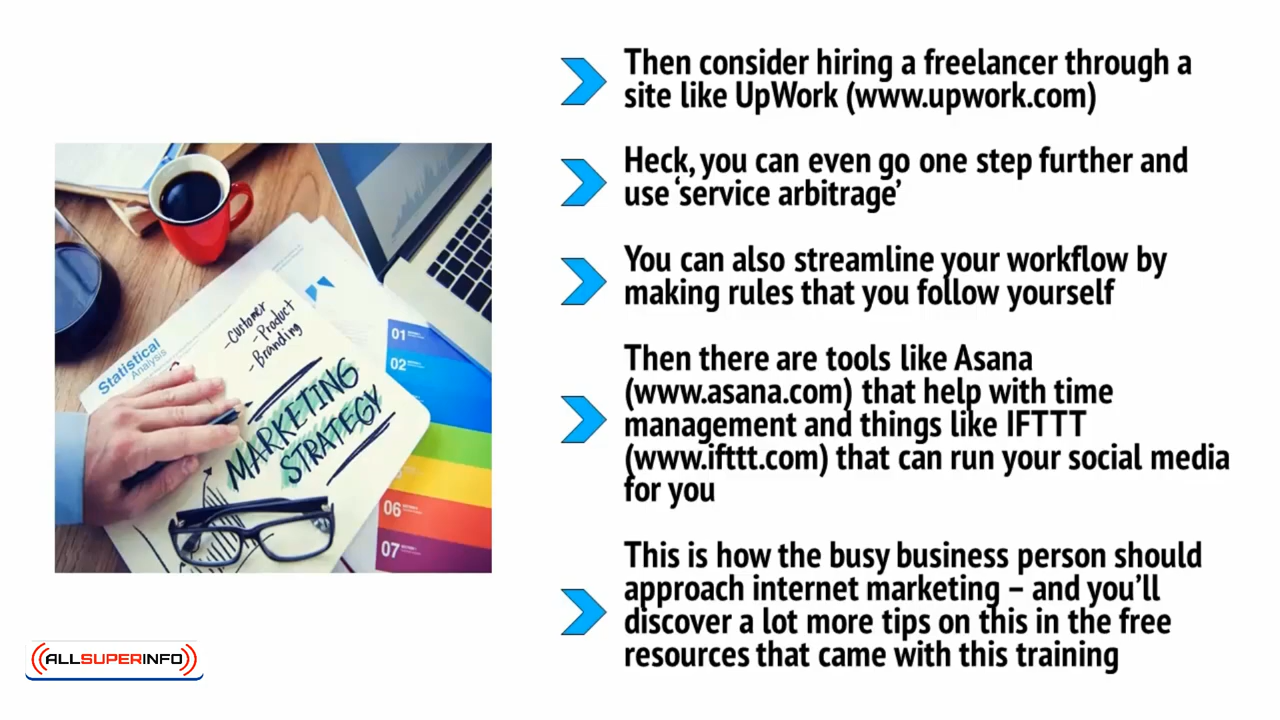 Then consider hiring a freelancer through a
site like UpWork (www.upwork.com)
Heck, you can even go one step further and
use ‘service arbitrage’
You can also streamline your workflow by
making rules that you follow yourself
Then there are tools like Asana
(www.asana.com) that help with time
management and things like IFTTT
(www.ifttt.com) that can run your social media
for you
This is how the busy business person should
approach internet marketing – and you’ll
discover a lot more tips on this in the free
resources that came with this training
-Customer
-Product
-Branding
Statistical
Analysis
MARKETING
STRATEGY
01
02
06
07
ALLSUPERINFO